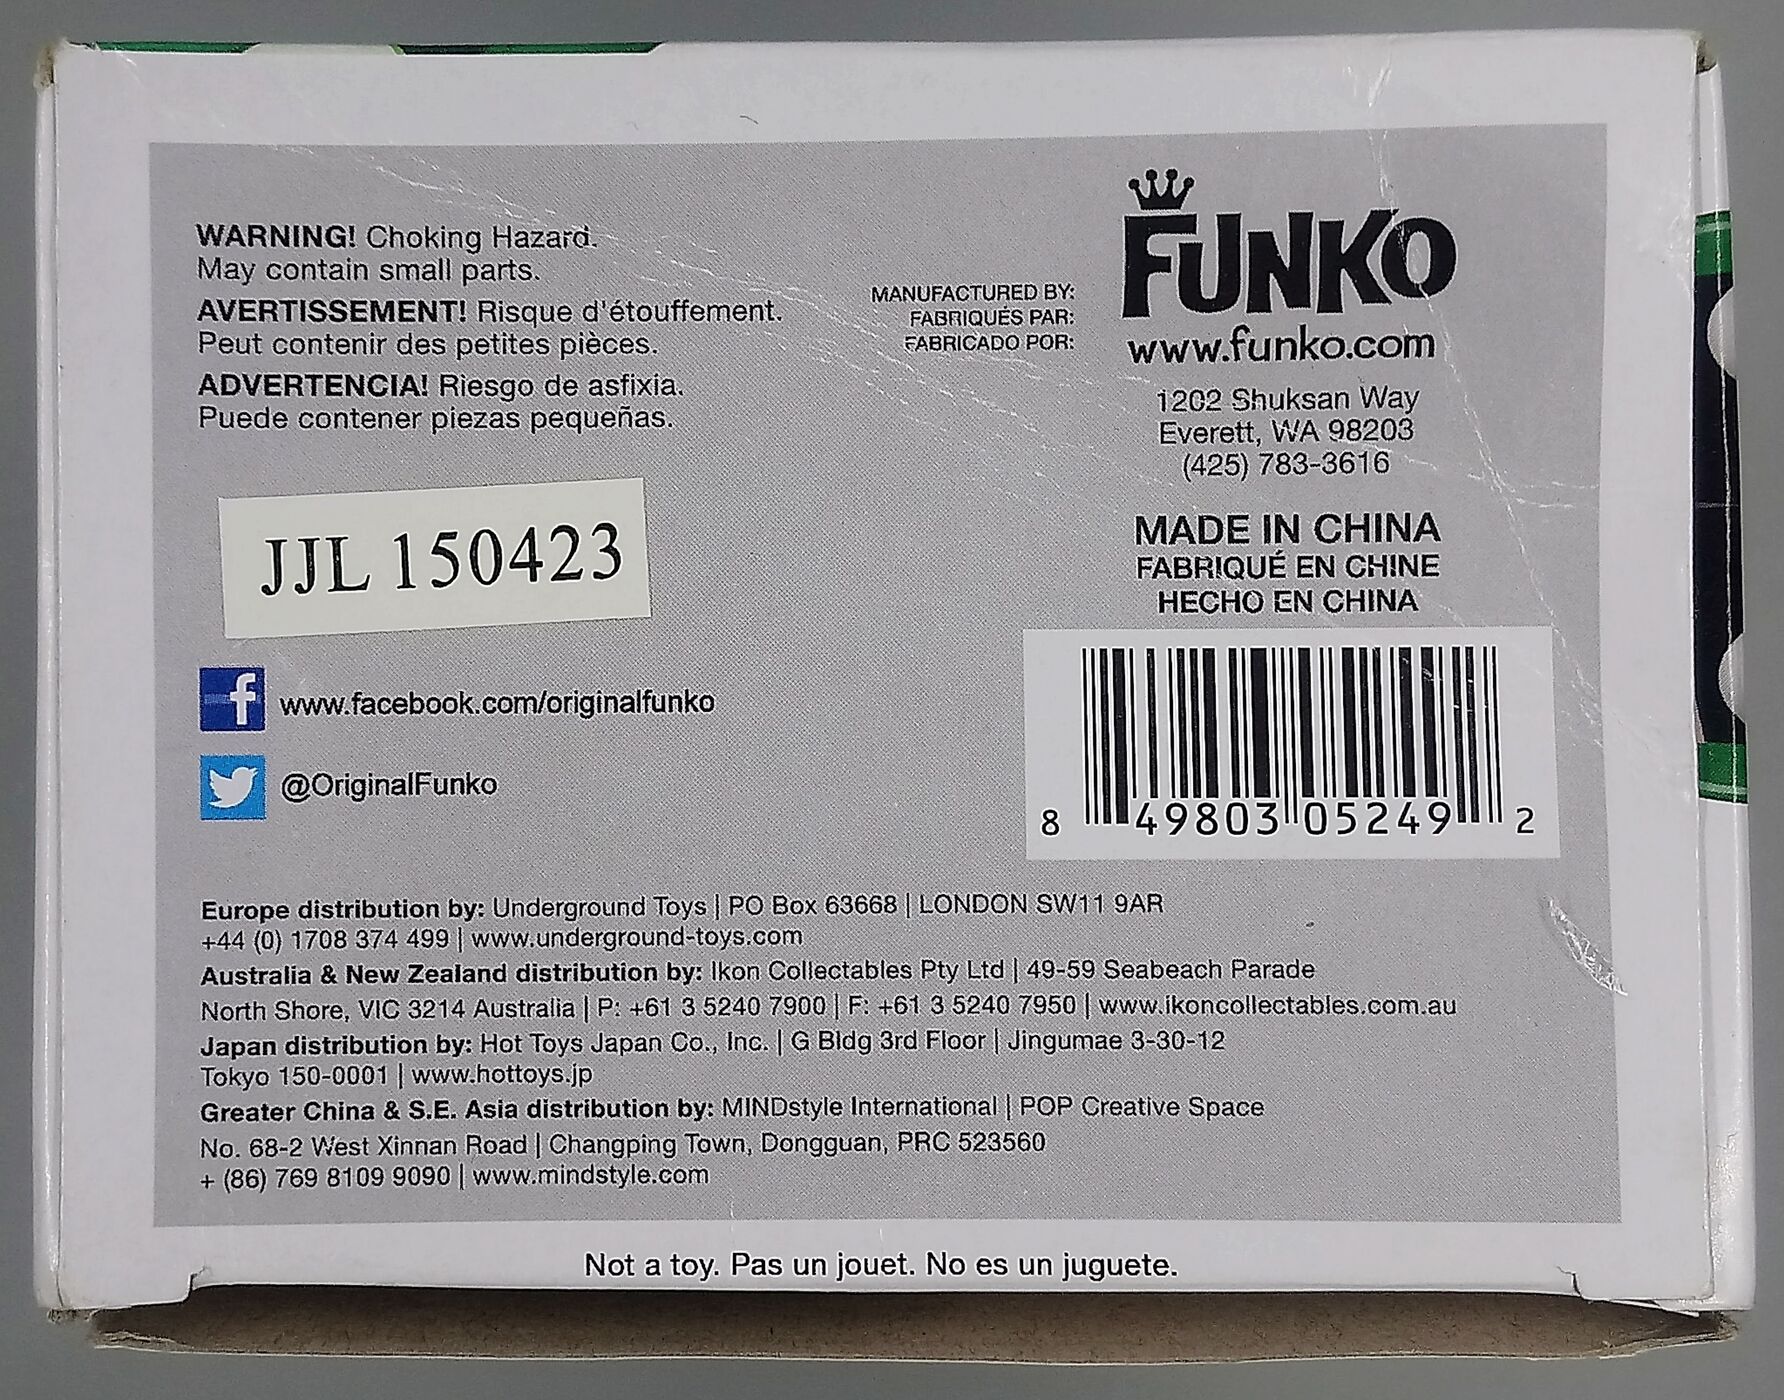 WARNING! Choking Hazard.
May contain small parts.
AVERTISSEMENT! Risque d'étouffement.
Peut contenir des petites pièces.
ADVERTENCIA! Riesgo de asfixia.
Puede contener piezas pequeñas.
MANUFACTURED BY:
FABRIQUÉS PAR:
FABRICADO POR:
FUNKO
www.funko.com
1202 Shuksan Way
Everett, WA 98203
(425) 783-3616
MADE IN CHINA
FABRIQUÉ EN CHINE
HECHO EN CHINA
JJL 150423
f www.facebook.com/originalfunko
@OriginalFunko
8 49803 05249 2
Europe distribution by: Underground Toys | PO Box 63668 | LONDON SW11 9AR
+44 (0) 1708 374 499 | www.underground-toys.com
Australia & New Zealand distribution by: Ikon Collectables Pty Ltd | 49-59 Seabeach Parade
North Shore, VIC 3214 Australia | P: +61 3 5240 7900 | F: +61 3 5240 7950 | www.ikoncollectables.com.au
Japan distribution by: Hot Toys Japan Co., Inc. | G Bldg 3rd Floor | Jingumae 3-30-12
Tokyo 150-0001 | www.hottoys.jp
Greater China & S.E. Asia distribution by: MINDstyle International | POP Creative Space
No. 68-2 West Xinnan Road | Changping Town, Dongguan, PRC 523560
+ (86) 769 8109 9090 | www.mindstyle.com
Not a toy. Pas un jouet. No es un juguete.